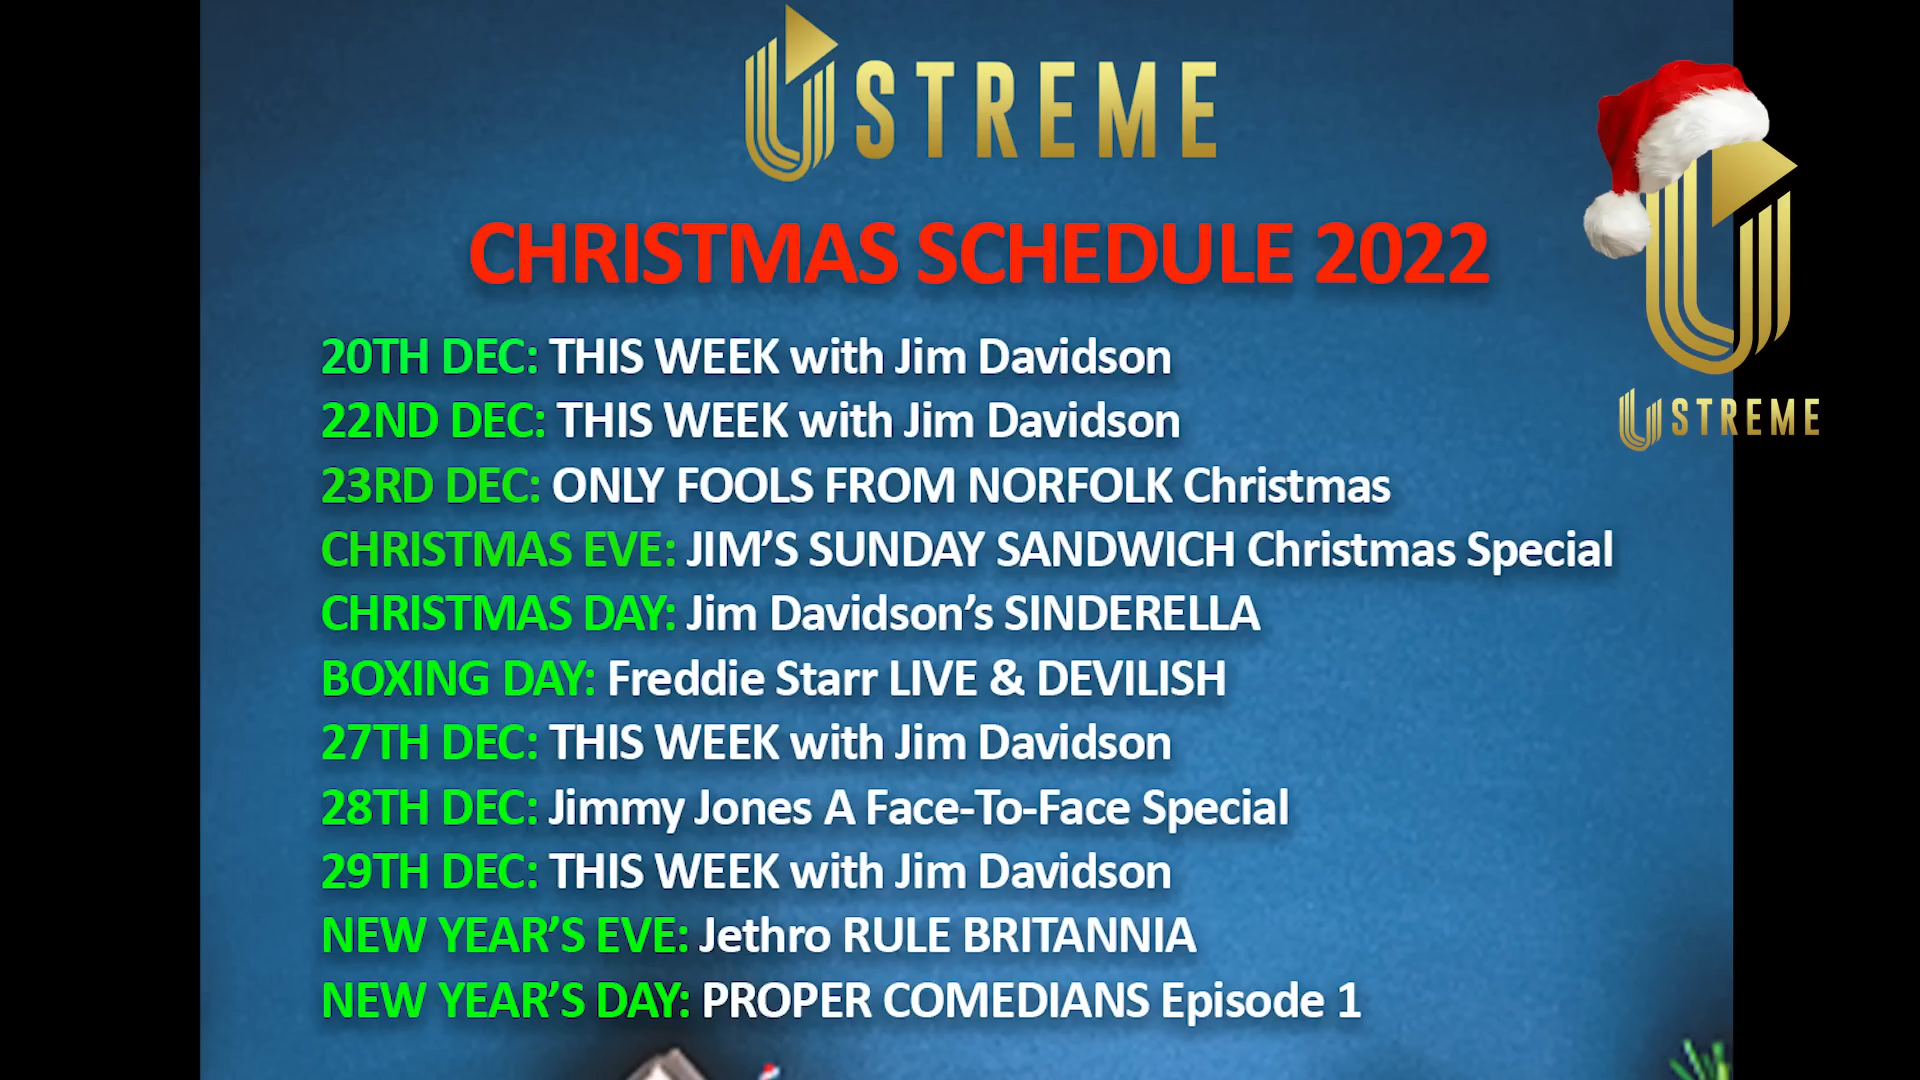 USTREME
CHRISTMAS SCHEDULE 2022
20TH DEC: THIS WEEK with Jim Davidson
22ND DEC: THIS WEEK with Jim Davidson
23RD DEC: ONLY FOOLS FROM NORFOLK Christmas
CHRISTMAS EVE: JIM’S SUNDAY SANDWICH Christmas Special
CHRISTMAS DAY: Jim Davidson’s SINDERELLA
BOXING DAY: Freddie Starr LIVE & DEVILISH
27TH DEC: THIS WEEK with Jim Davidson
28TH DEC: Jimmy Jones A Face-To-Face Special
29TH DEC: THIS WEEK with Jim Davidson
NEW YEAR’S EVE: Jethro RULE BRITANNIA
NEW YEAR’S DAY: PROPER COMEDIANS Episode 1
U
USTREME